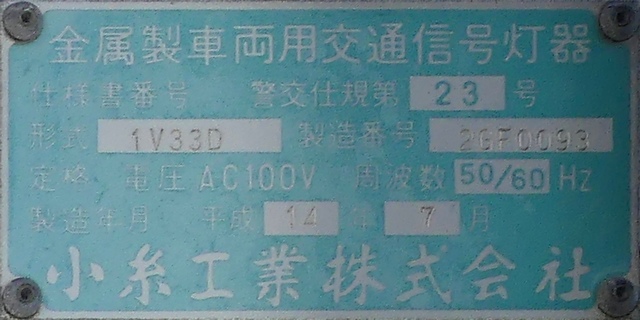 金属製車両用交通信号灯器
仕様書番号 警交仕規第 23 号
形式 1V33D 製造番号 2GF0093
定格 電圧 AC100V 周波数 50/60 Hz
製造年月 平成 14 年 7 月
小糸工業株式会社